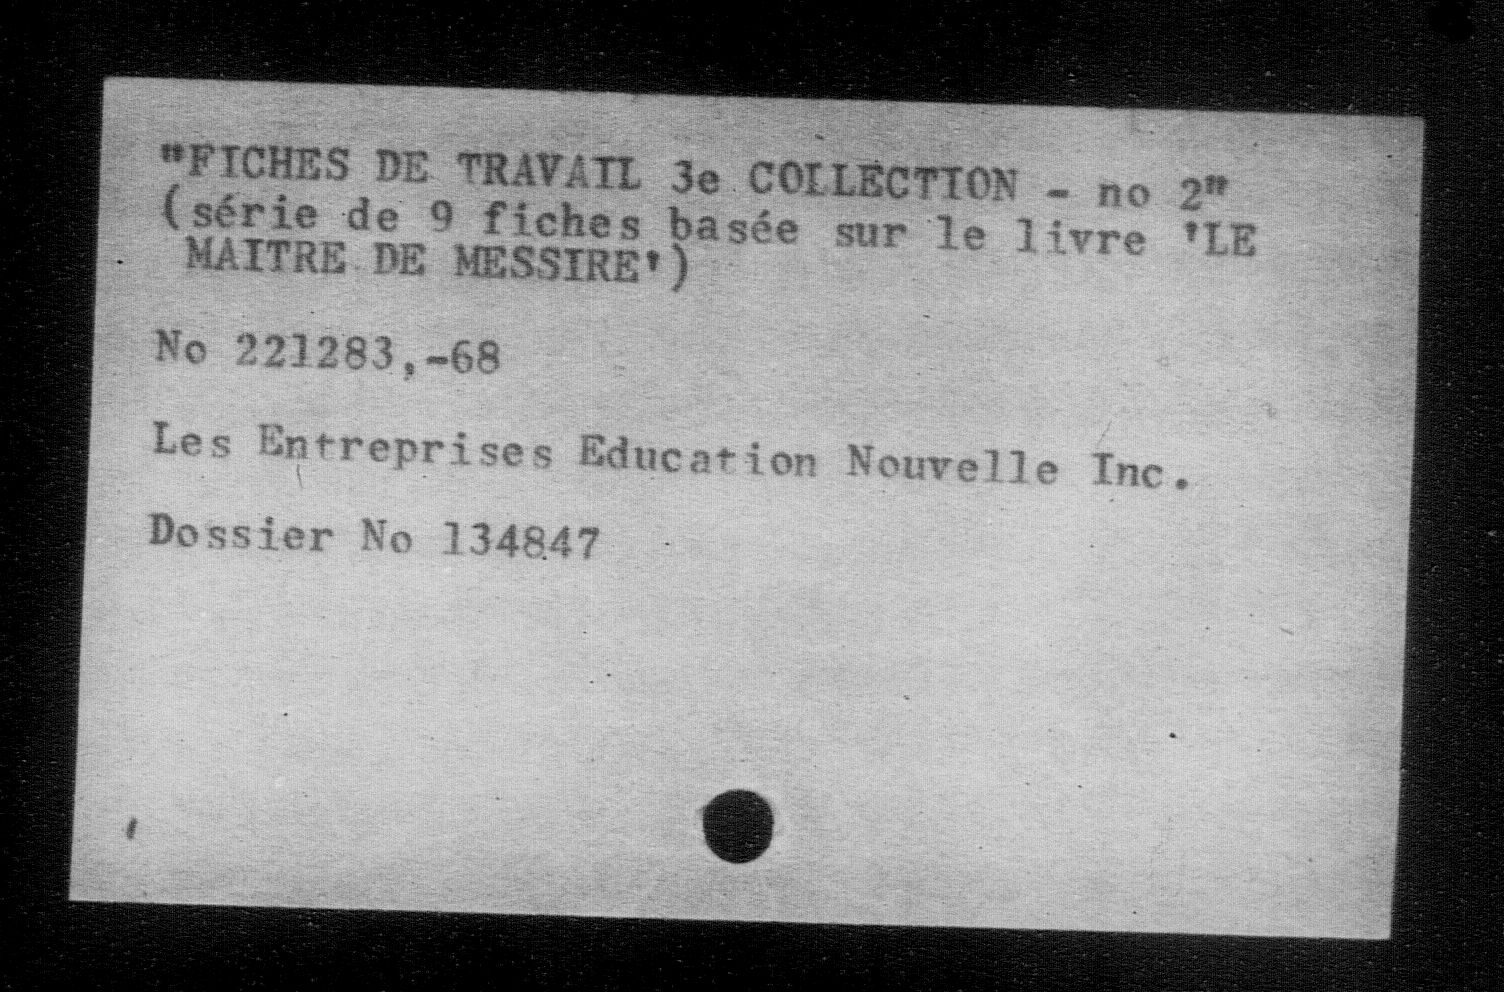 "FICHES DE TRAVAIL 3e COLLECTION - no 2"
(série de 9 fiches basée sur le livre 'LE
MAITRE DE MESSIRE')
No 221283,-68
Les Entreprises Education Nouvelle Inc.
Dossier No 134847